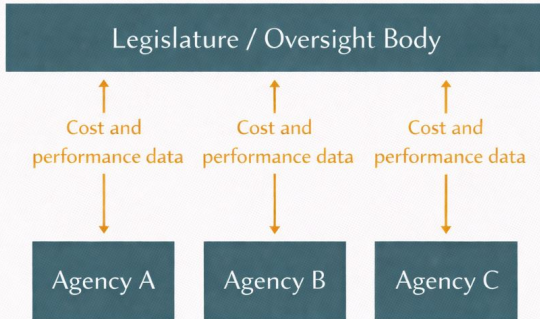 Legislature / Oversight Body
Cost and
performance data
Cost and
performance data
Cost and
performance data
Agency A
Agency B
Agency C